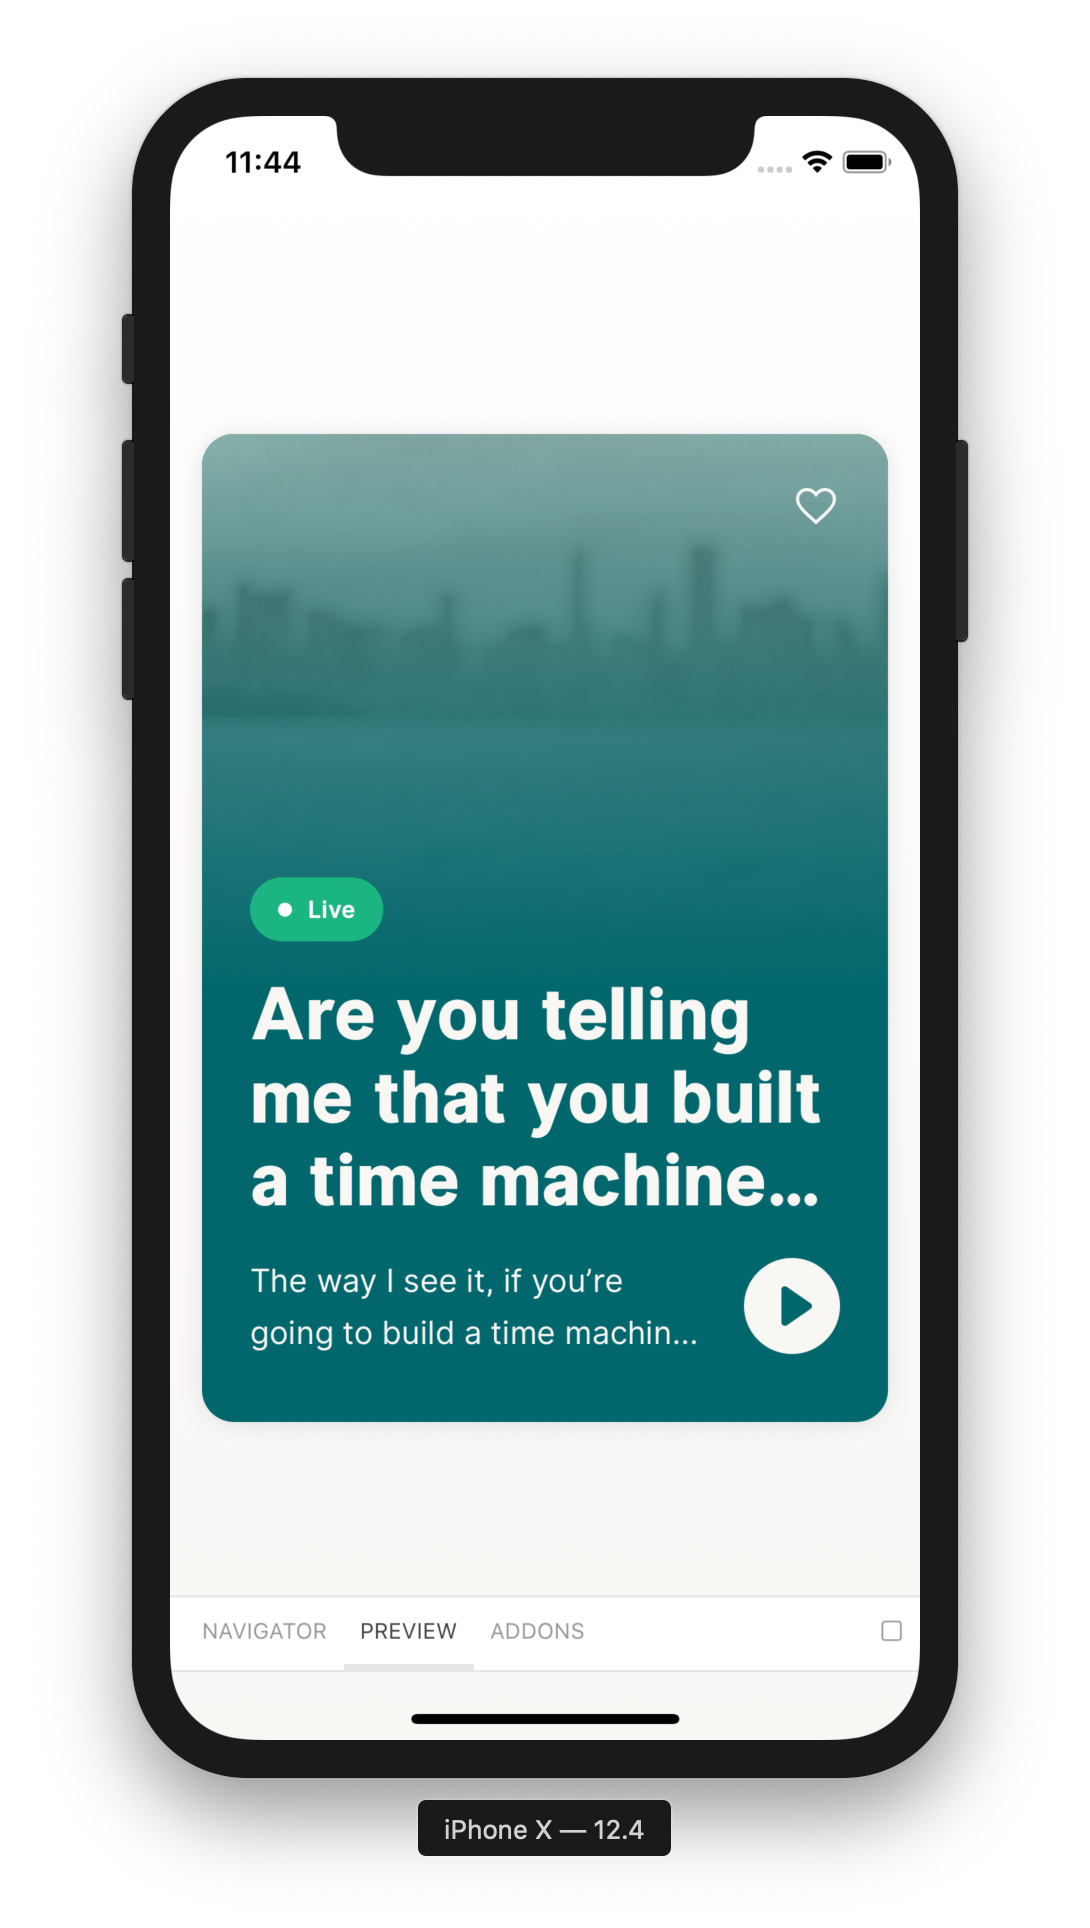 11:44
Live
Are you telling
me that you built
a time machine...
The way I see it, if you’re
going to build a time machin...
NAVIGATOR PREVIEW ADDONS
iPhone X — 12.4